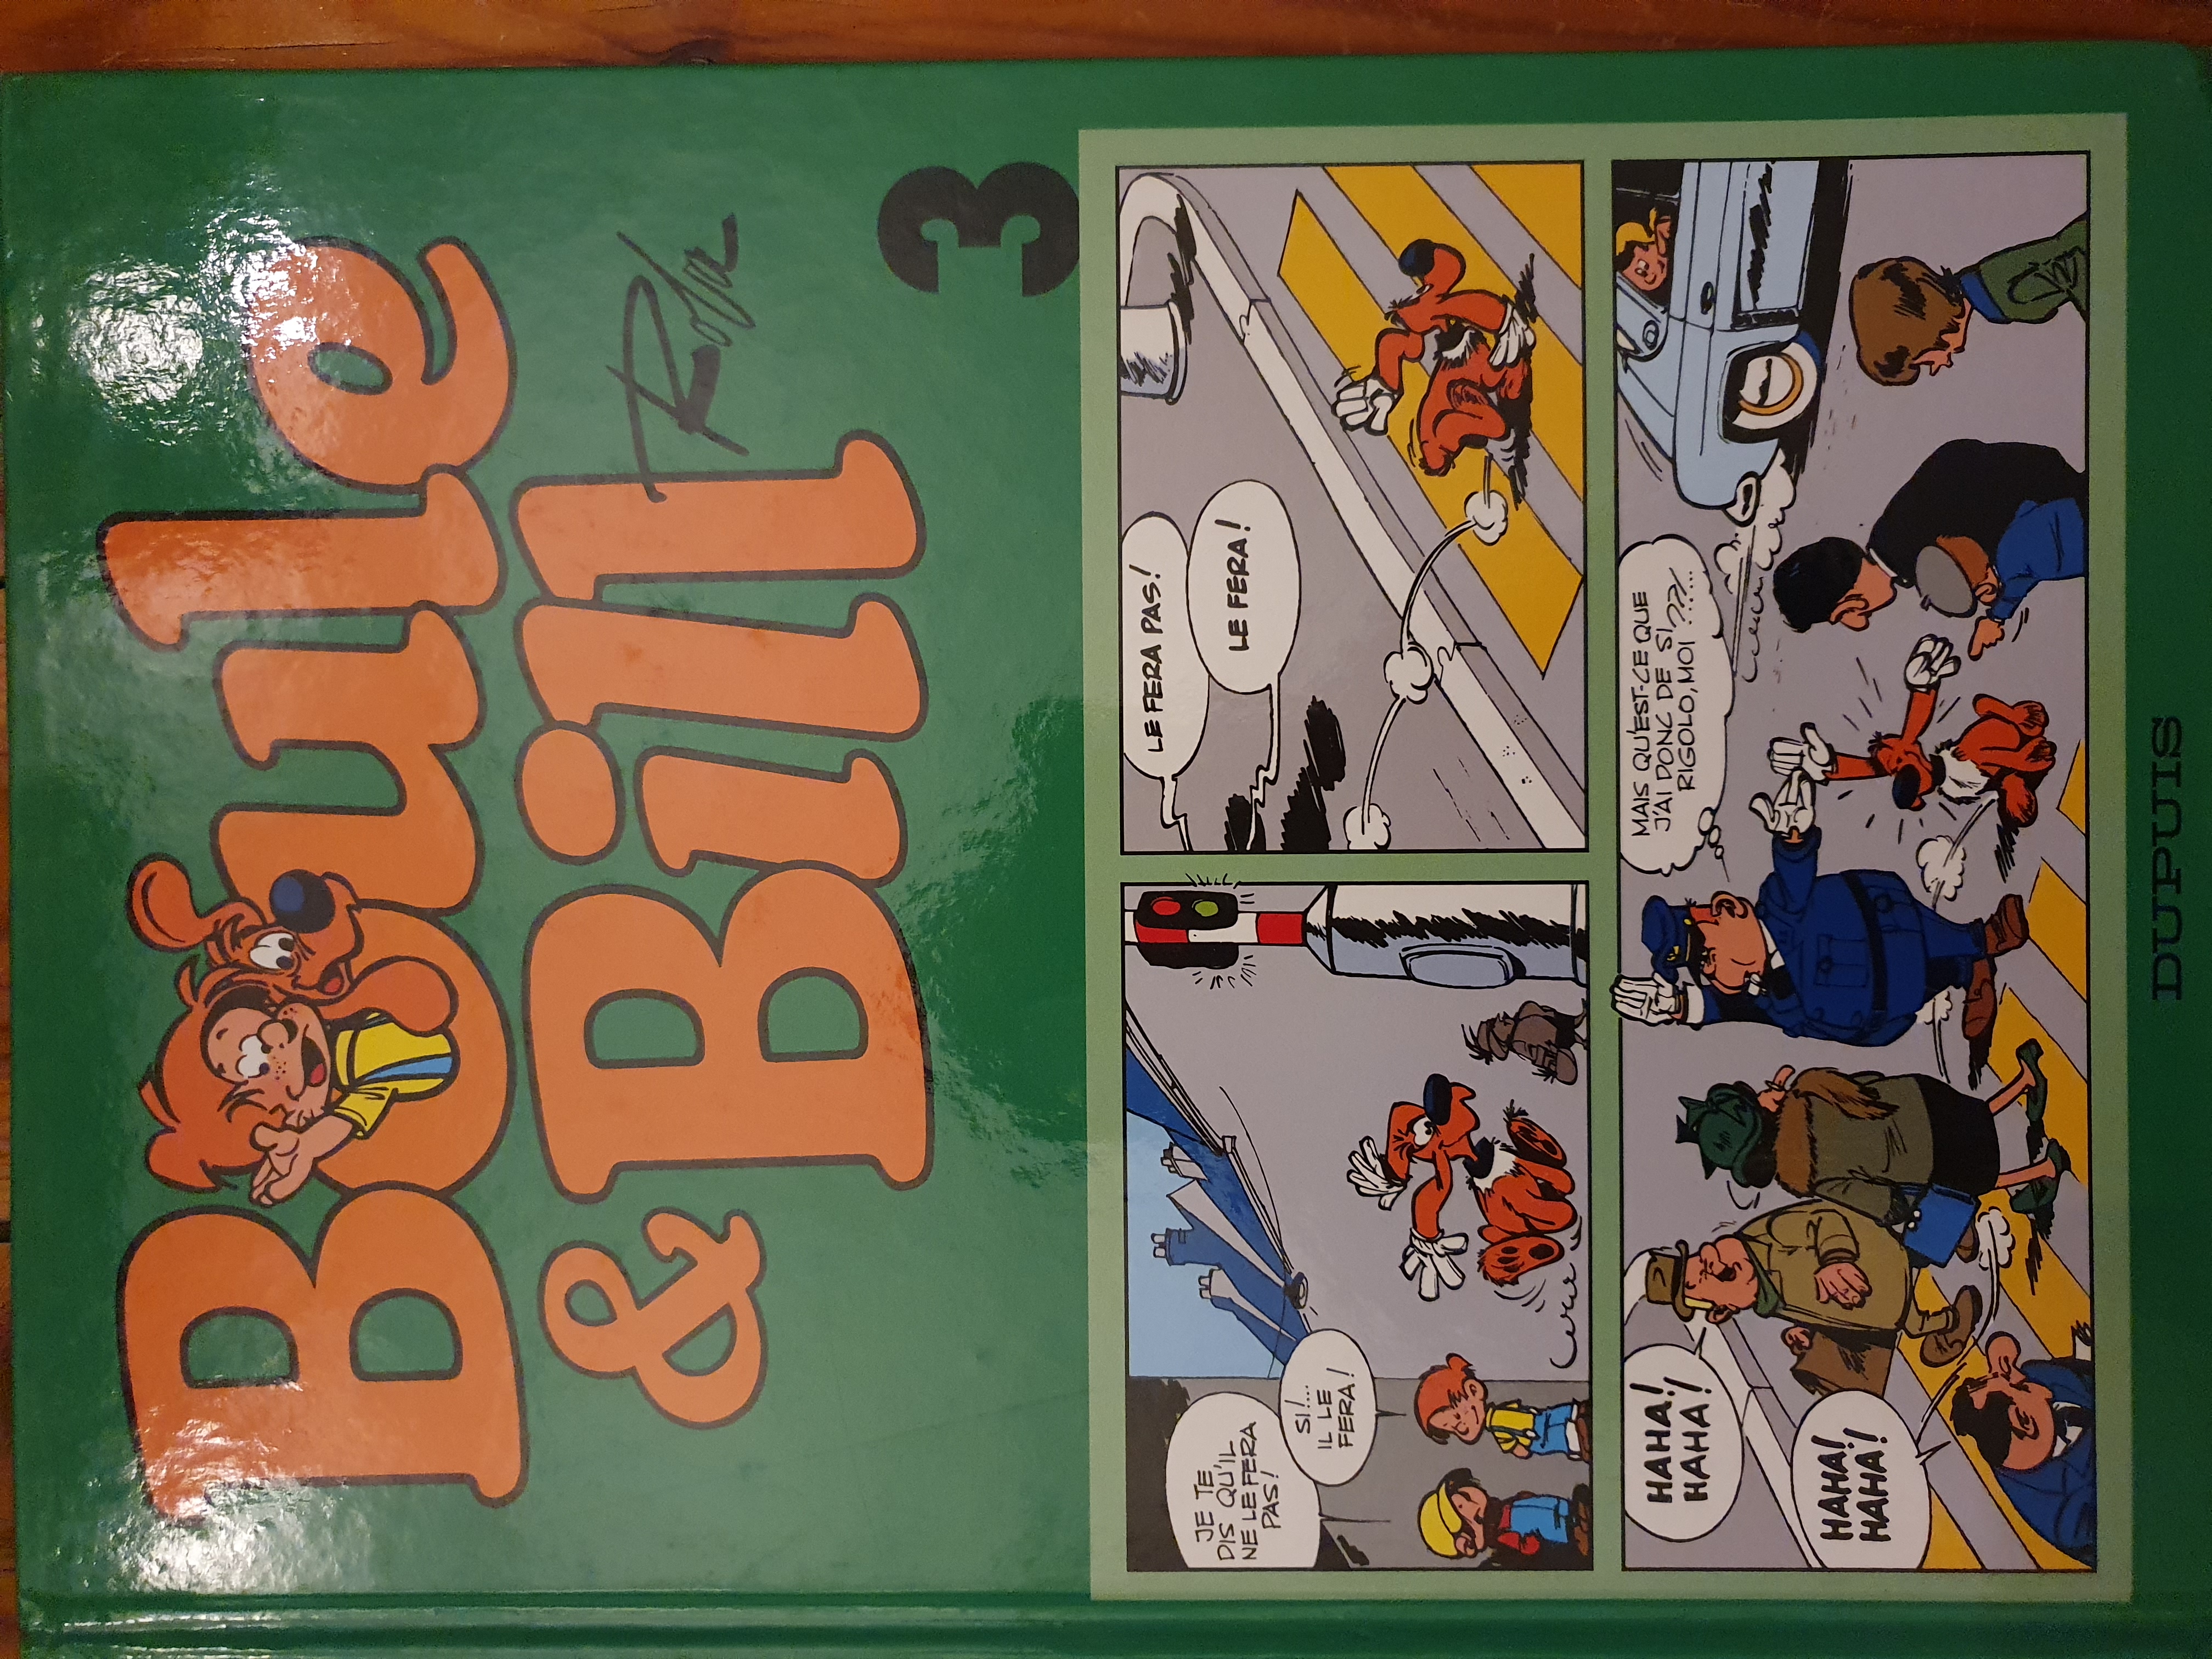 Boule
& Bill
Roba
3
JE TE
DIS QU'IL
NE LE FERA
PAS!
SI!...
IL LE
FERA!
LE FERA PAS!
LE FERA!
HAHA!
HAHA!
MAIS QU'EST-CE QUE
J'AI DONC DE SI
RIGOLO, MOI ??!...
HAHA!
HAHA!
DUPUIS